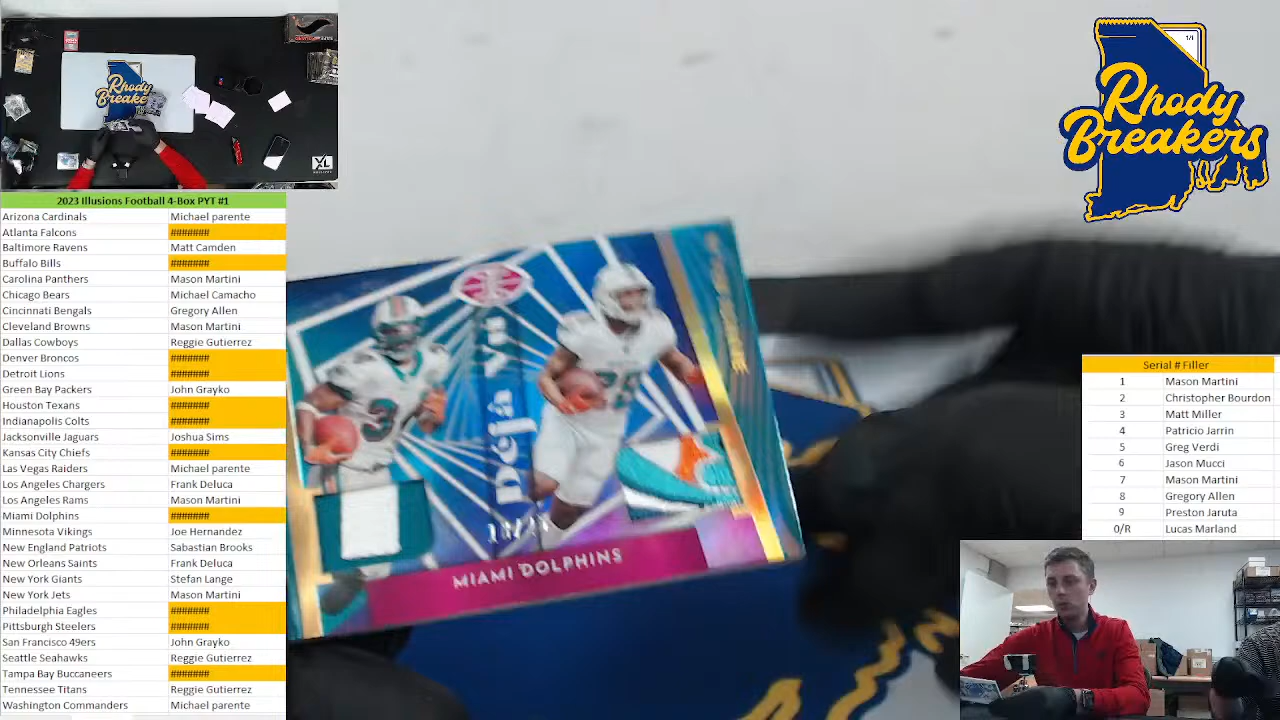 Rhody
Breakers
1/1
Rhody
Breakers
XL
2023 Illusions Football 4-Box PYT #1
Arizona Cardinals Michael parente
Atlanta Falcons #######
Baltimore Ravens Matt Camden
Buffalo Bills #######
Carolina Panthers Mason Martini
Chicago Bears Michael Camacho
Cincinnati Bengals Gregory Allen
Cleveland Browns Mason Martini
Dallas Cowboys Reggie Gutierrez
Denver Broncos #######
Detroit Lions #######
Green Bay Packers John Grayko
Houston Texans #######
Indianapolis Colts #######
Jacksonville Jaguars Joshua Sims
Kansas City Chiefs #######
Las Vegas Raiders Michael parente
Los Angeles Chargers Frank Deluca
Los Angeles Rams Mason Martini
Miami Dolphins #######
Minnesota Vikings Joe Hernandez
New England Patriots Sabastian Brooks
New Orleans Saints Frank Deluca
New York Giants Stefan Lange
New York Jets Mason Martini
Philadelphia Eagles #######
Pittsburgh Steelers #######
San Francisco 49ers John Grayko
Seattle Seahawks Reggie Gutierrez
Tampa Bay Buccaneers #######
Tennessee Titans Reggie Gutierrez
Washington Commanders Michael parente
Deja Vu
MIAMI DOLPHINS
Serial # Filler
1 Mason Martini
2 Christopher Bourdon
3 Matt Miller
4 Patricio Jarrin
5 Greg Verdi
6 Jason Mucci
7 Mason Martini
8 Gregory Allen
9 Preston Jaruta
0/R Lucas Marland